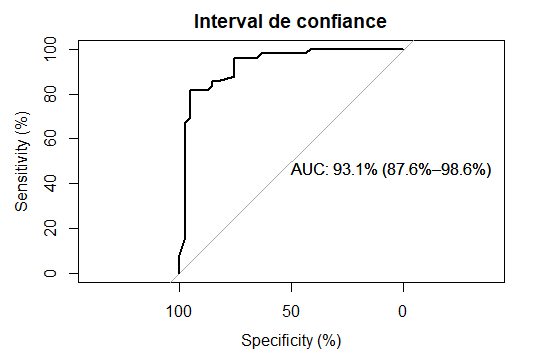 Interval de confiance
100
80
60
40
20
0
Sensitivity (%)
AUC: 93.1% (87.6%–98.6%)
100 50 0
Specificity (%)